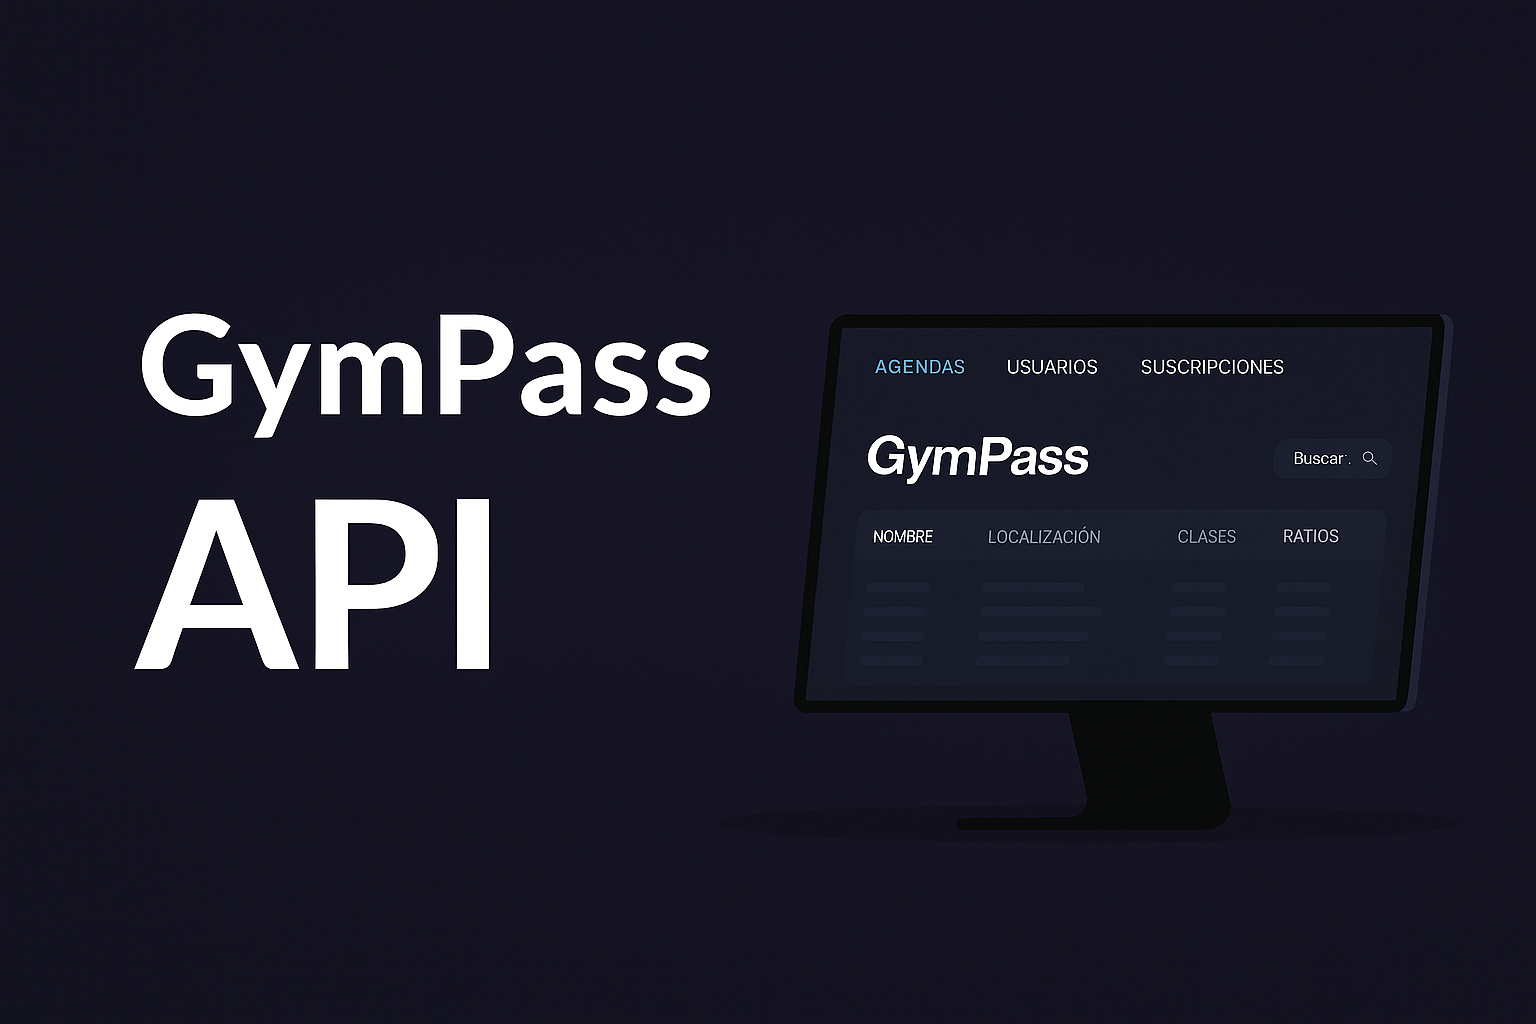 GymPass
API
AGENDAS USUARIOS SUSCRIPCIONES
GymPass
Buscar:.
NOMBRE LOCALIZACIÓN CLASES RATIOS